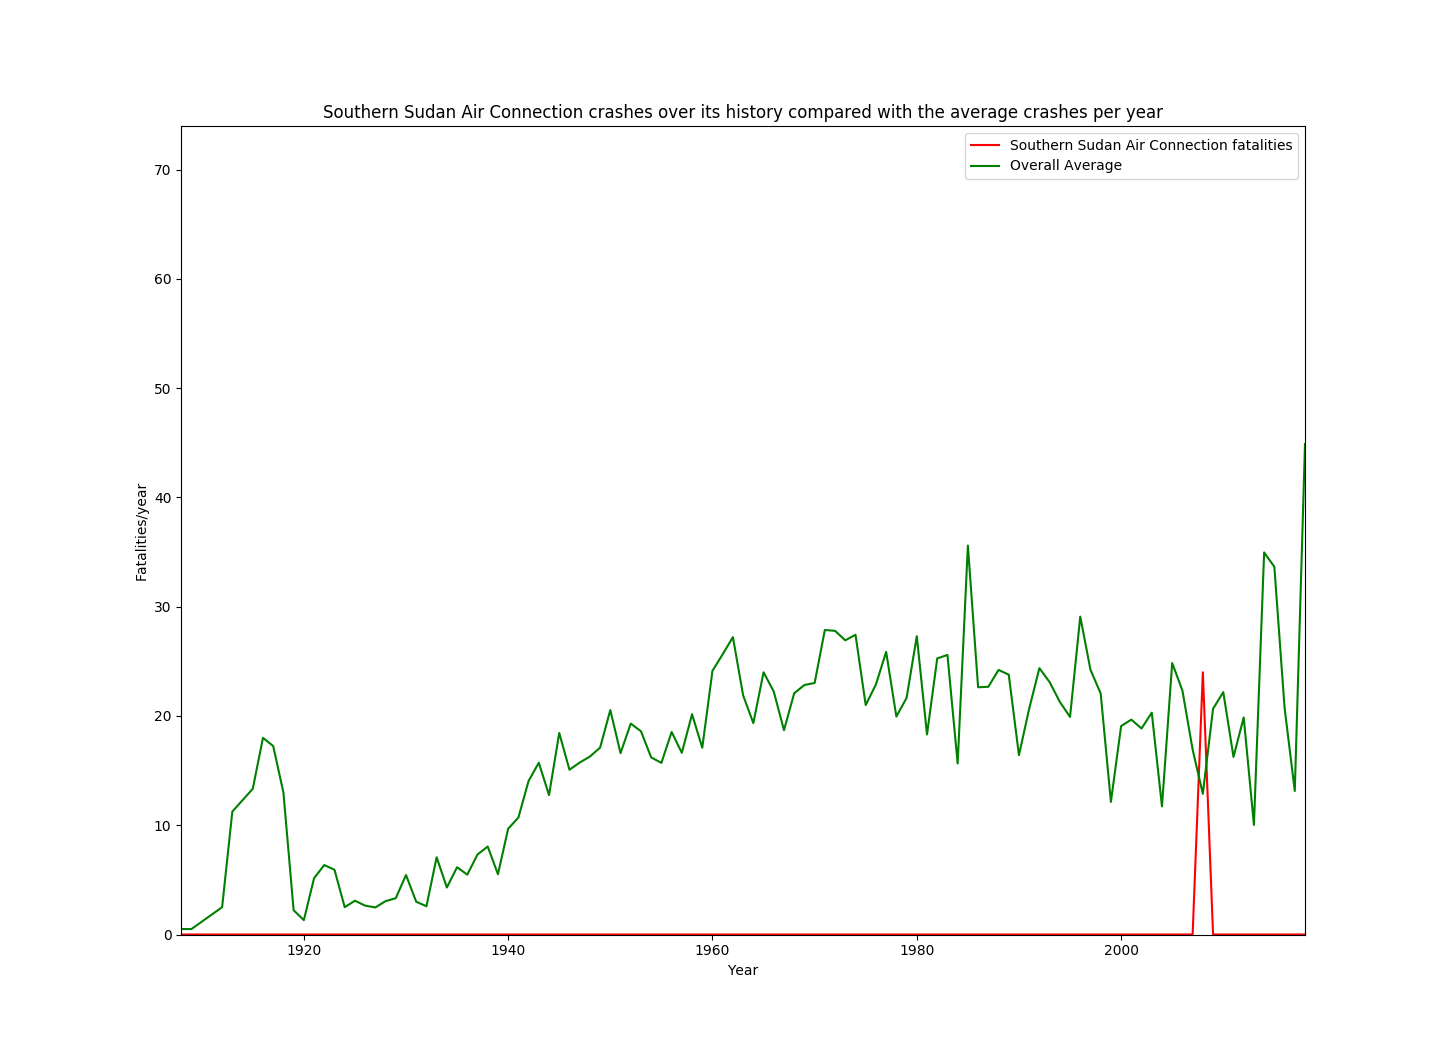 Southern Sudan Air Connection crashes over its history compared with the average crashes per year
Southern Sudan Air Connection fatalities
Overall Average
70
60
50
40
30
20
10
0
Fatalities/year
1920
1940
1960
1980
2000
Year